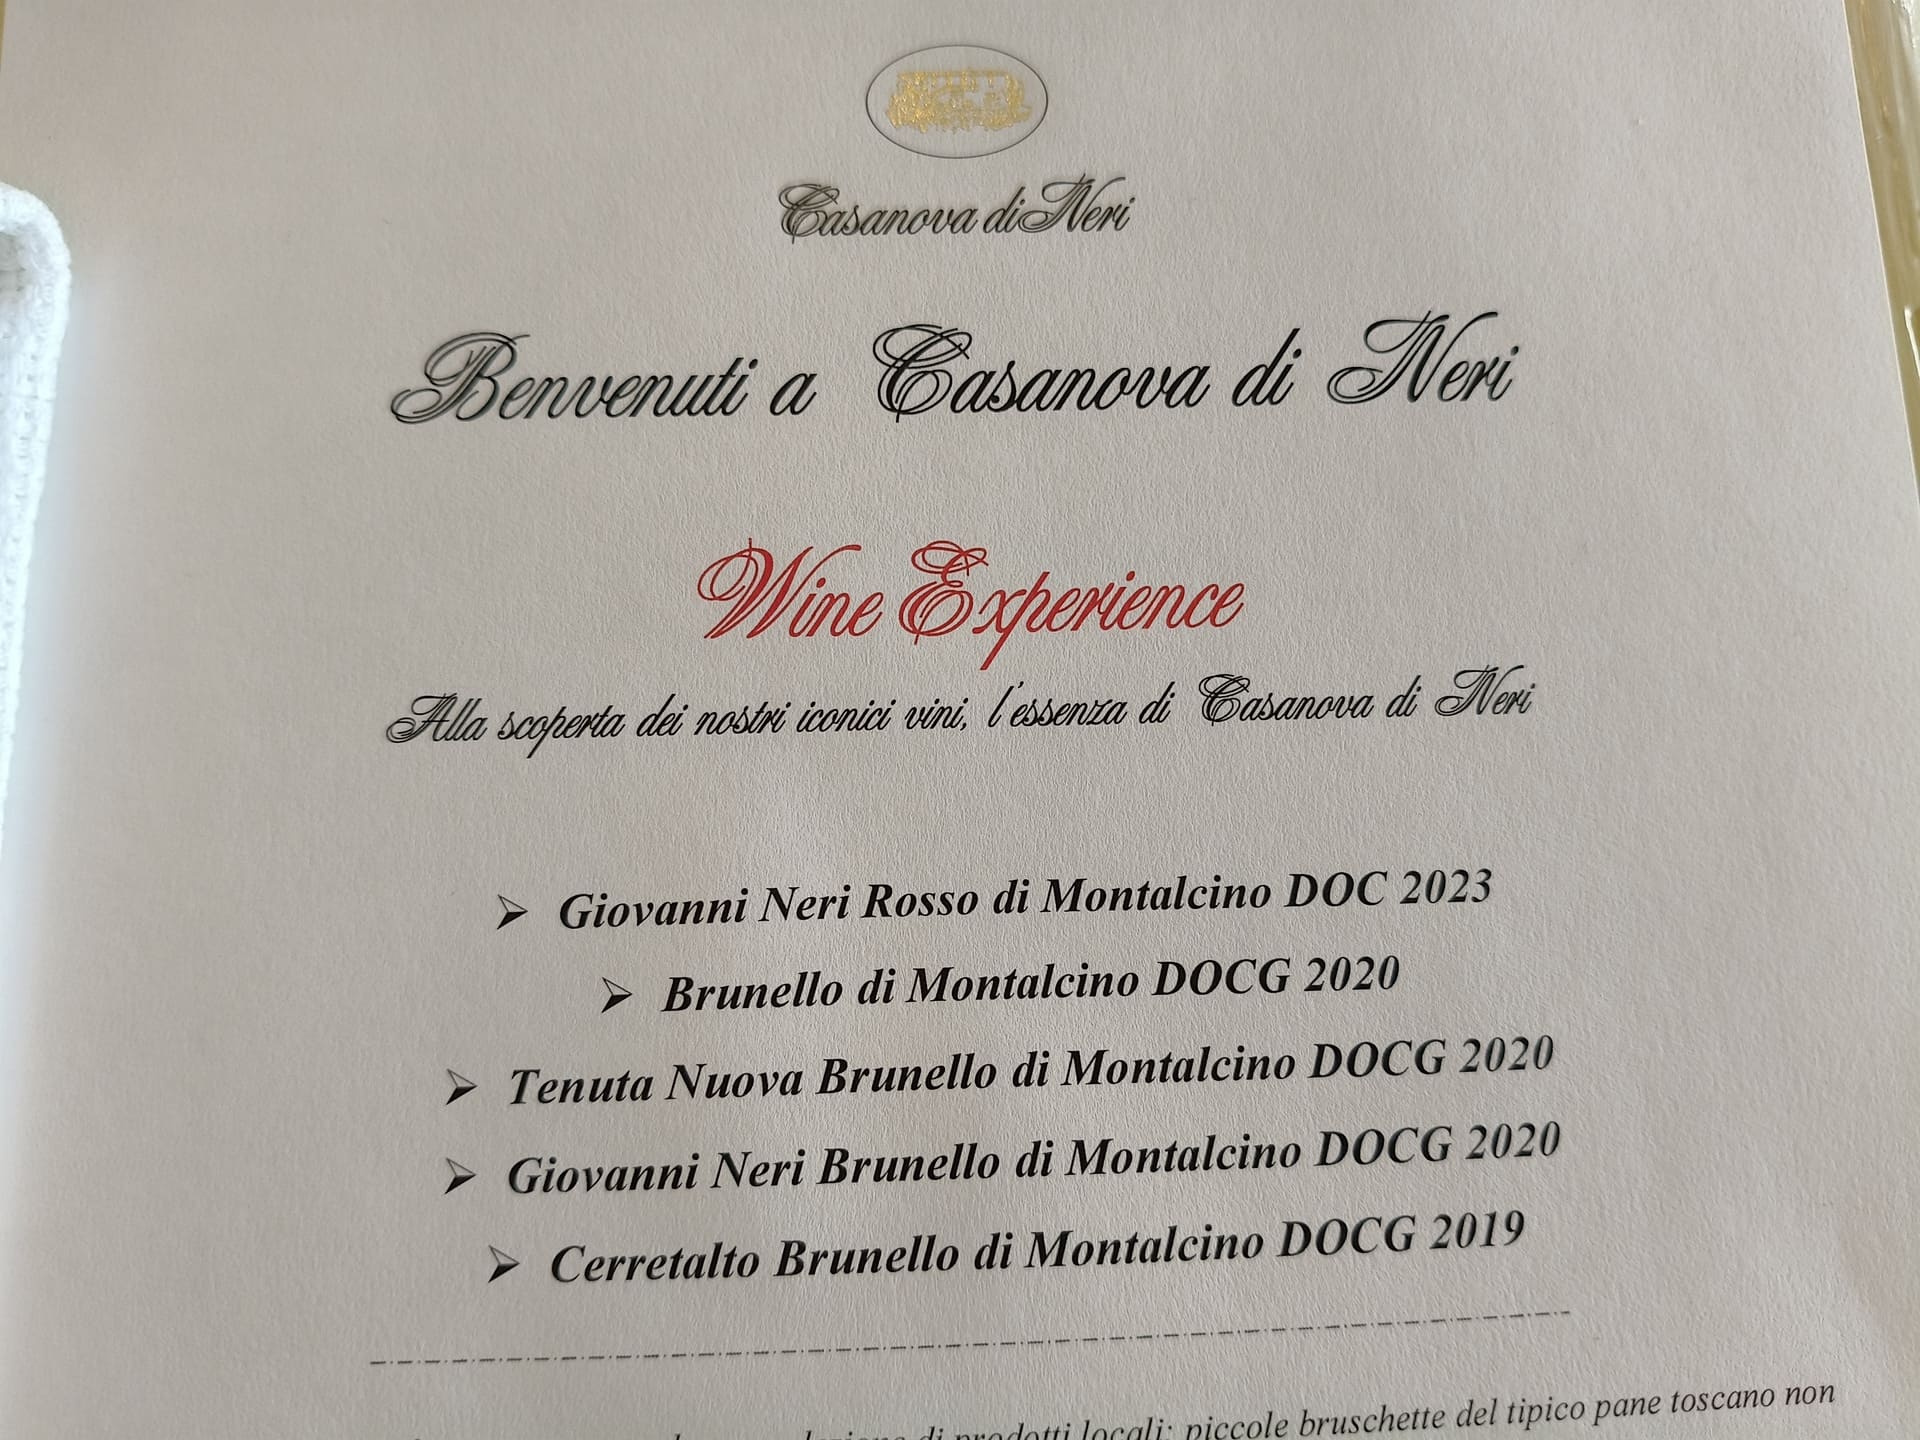 Casanova di Neri
Benvenuti a Casanova di Neri
Wine Experience
Alla scoperta dei nostri iconici vini, l'essenza di Casanova di Neri
➢ Giovanni Neri Rosso di Montalcino DOC 2023
➢ Brunello di Montalcino DOCG 2020
➢ Tenuta Nuova Brunello di Montalcino DOCG 2020
➢ Giovanni Neri Brunello di Montalcino DOCG 2020
➢ Cerretalto Brunello di Montalcino DOCG 2019
di prodotti locali: piccole bruschette del tipico pane toscano non